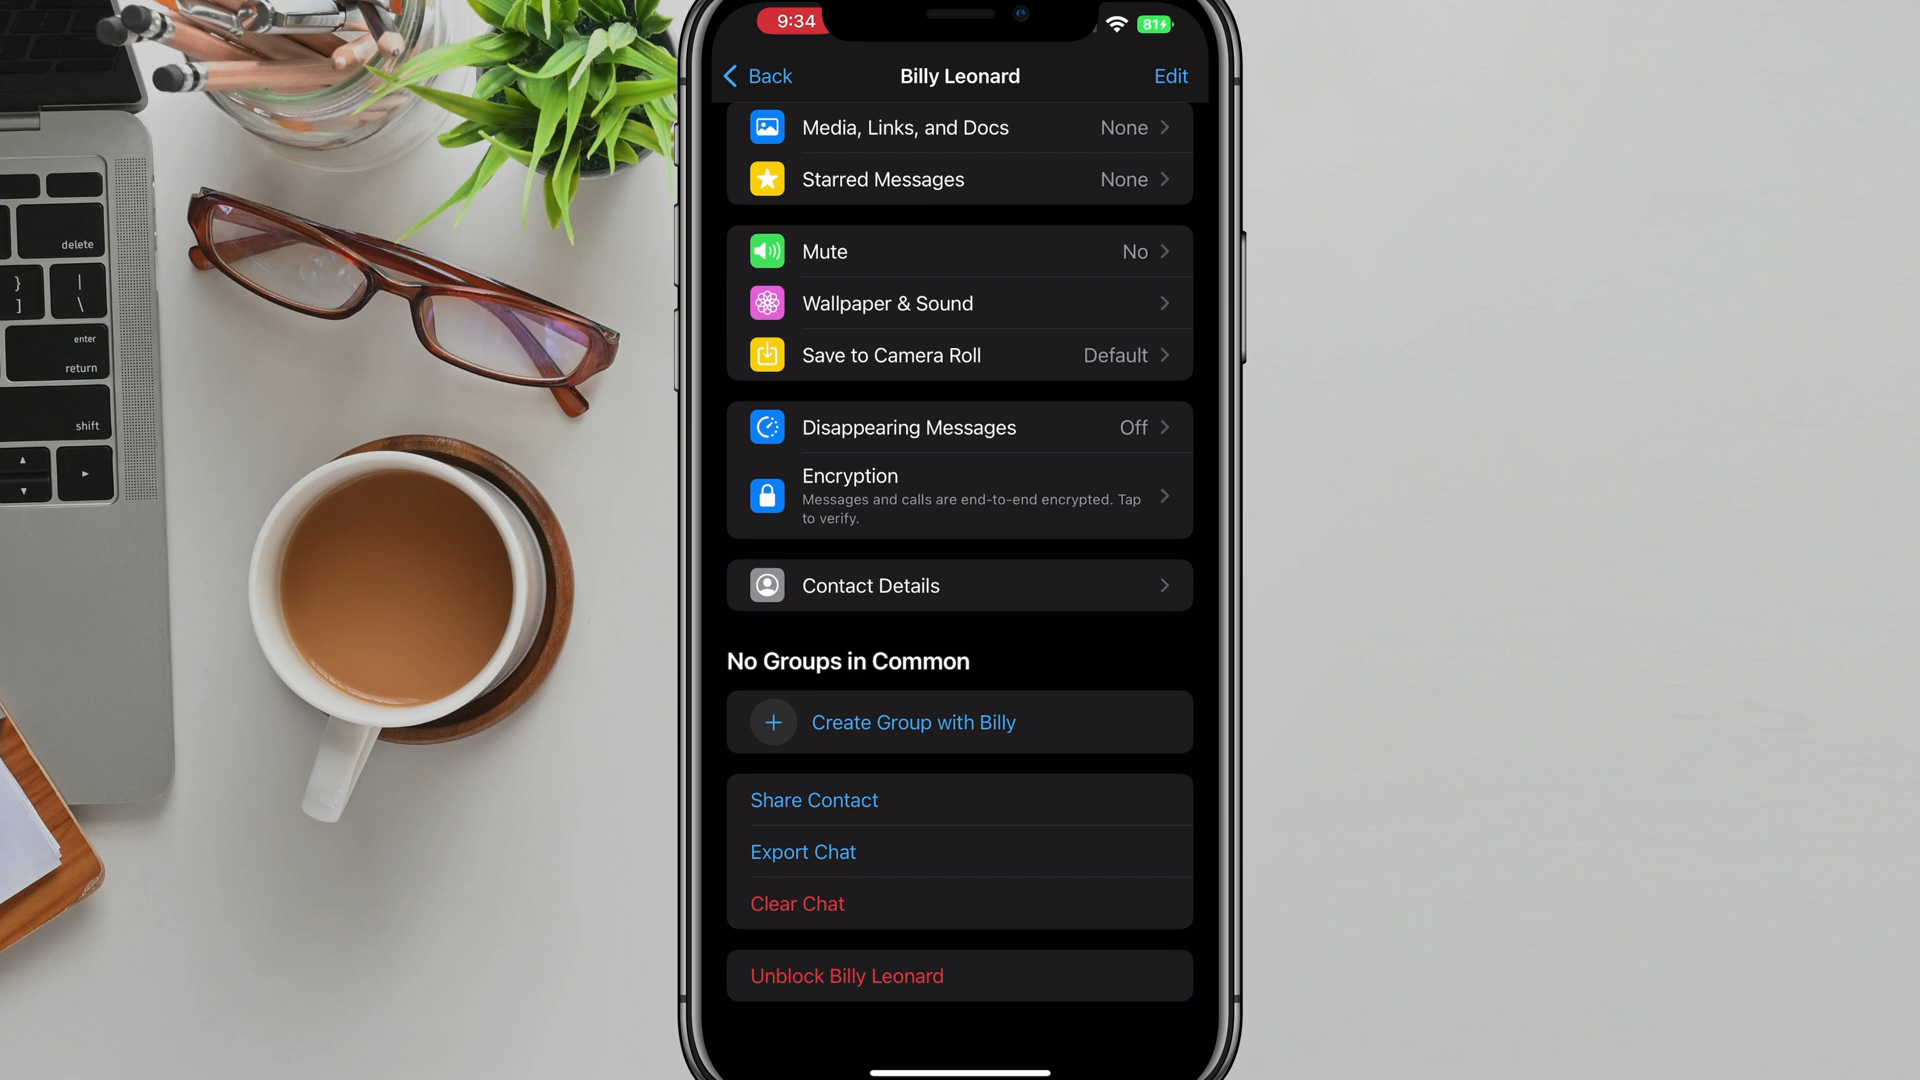 9:34
81
Back
Billy Leonard
Edit
Media, Links, and Docs
None
Starred Messages
None
Mute
No
Wallpaper & Sound
Save to Camera Roll
Default
Disappearing Messages
Off
Encryption
Messages and calls are end-to-end encrypted. Tap
to verify.
Contact Details
No Groups in Common
+ Create Group with Billy
Share Contact
Export Chat
Clear Chat
Unblock Billy Leonard
delete
}
]
|
\
enter
return
shift